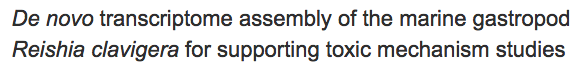 De novo transcriptome assembly of the marine gastropod
Reishia clavigera for supporting toxic mechanism studies